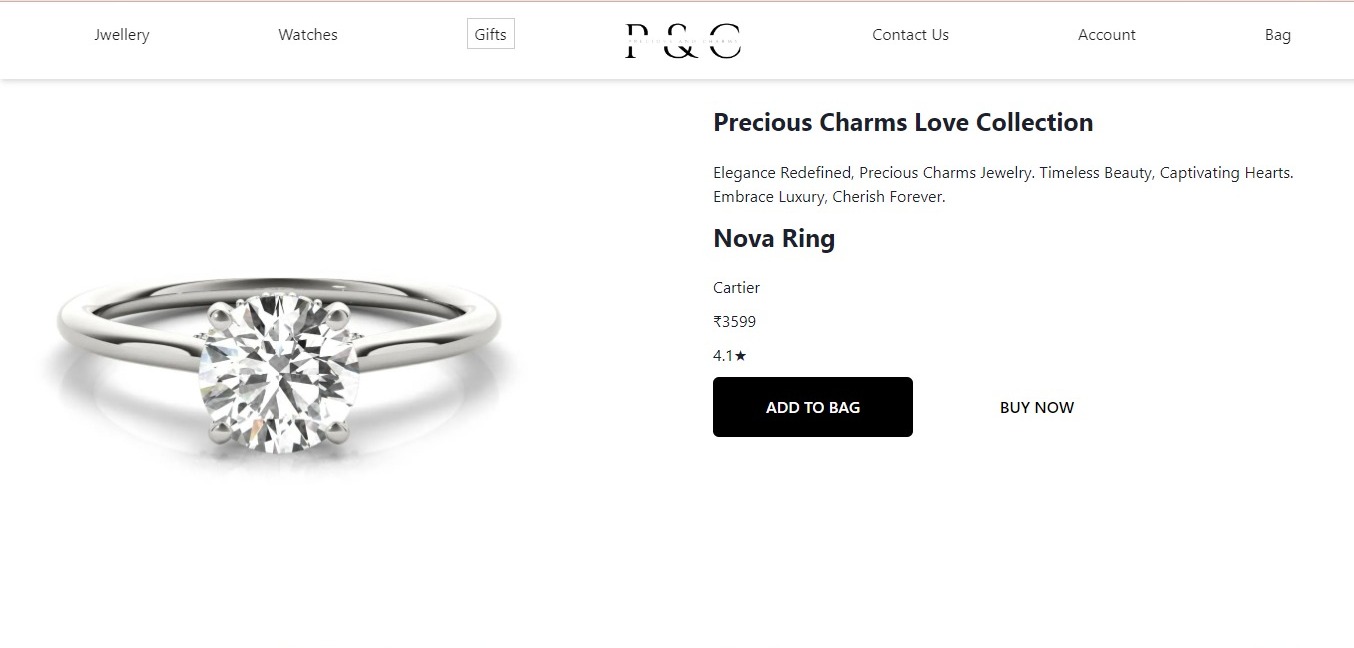 Jwellery
Watches
Gifts
P & C
Contact Us
Account
Bag
Precious Charms Love Collection
Elegance Redefined, Precious Charms Jewelry. Timeless Beauty, Captivating Hearts.
Embrace Luxury, Cherish Forever.
Nova Ring
Cartier
₹3599
4.1★
ADD TO BAG
BUY NOW